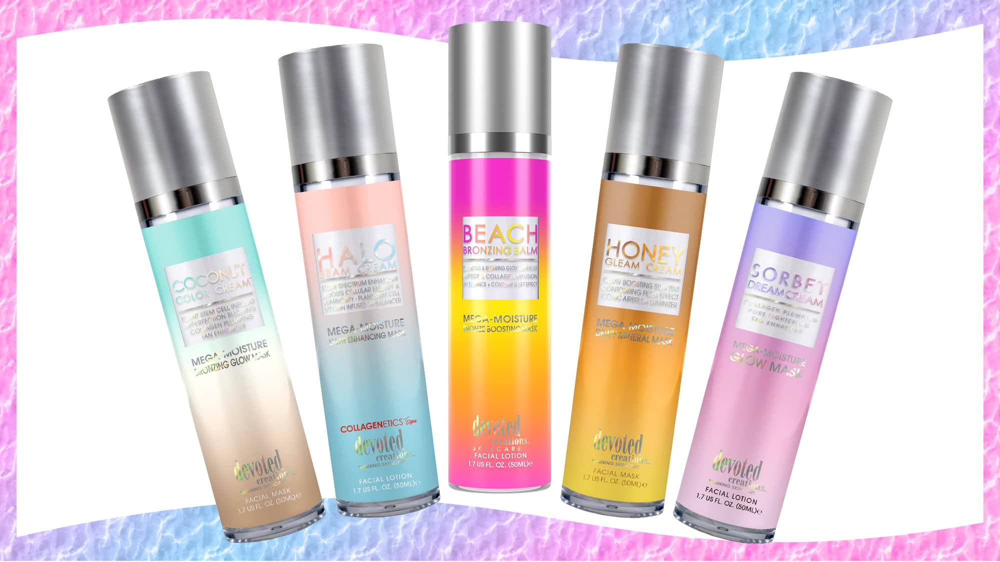 COCONUT
COLOR CREAM™
PLANT STEM CELL INFUSED
IMPERFECTION BLURRING
COLLAGEN PLUMPING
TAN ENHANCER
MEGA-MOISTURE
BRONZING GLOW MASK
devoted
creations.
TANNING SKINCARE
FACIAL MASK
1.7 US FL. OZ. (50ML)℮
HALO
BEAM CREAM
LIGHT SPECTRUM ENHANCER
BOOSTS CELLULAR ENERGY &
LUMINOSITY - PLANT STEM CELL
VITAMIN INFUSED PH BALANCER
MEGA-MOISTURE
LIGHT ENHANCING MASK
COLLAGENETICS™ Spa
devoted
creations.
TANNING SKINCARE
FACIAL LOTION
1.7 US FL. OZ. (50ML)℮
BEACH
BRONZING BALM™
& BLURRING GLOW ENHANCER
PEPTIDE & COLLAGEN INFUSION
PH BALANCE + CONTOUR & LIFT EFFECT
MEGA-MOISTURE
BRONZE BOOSTING MASK
devoted
creations.
SKINCARE
FACIAL LOTION
1.7 US FL. OZ. (50ML)℮
HONEY
GLEAM CREAM
GLOW BOOSTING SKIN TINT
CONTOURING FILTER EFFECT
ICONIC AIRBRUSH LUMINIZER
MEGA-MOISTURE
DEWY MINERAL MASK
devoted
creations.
TANNING SKINCARE
FACIAL MASK
1.7 US FL. OZ. (50ML)℮
SORBET
DREAM CREAM
COLLAGEN PLUMPING
PORE TIGHTENING
TAN ENHANCER
MEGA-MOISTURE
GLOW MASK
devoted
creations.
TANNING SKINCARE
FACIAL LOTION
1.7 US FL. OZ. (50ML)℮